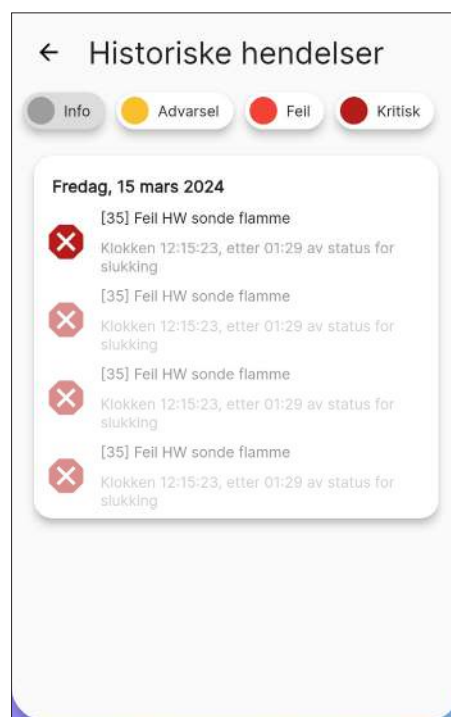 Historiske hendelser
Info Advarsel Feil Kritisk
Fredag, 15 mars 2024
[35] Feil HW sonde flamme
Klokken 12:15:23, etter 01:29 av status for
slukking
[35] Feil HW sonde flamme
Klokken 12:15:23, etter 01:29 av status for
slukking
[35] Feil HW sonde flamme
Klokken 12:15:23, etter 01:29 av status for
slukking
[35] Feil HW sonde flamme
Klokken 12:15:23, etter 01:29 av status for
slukking